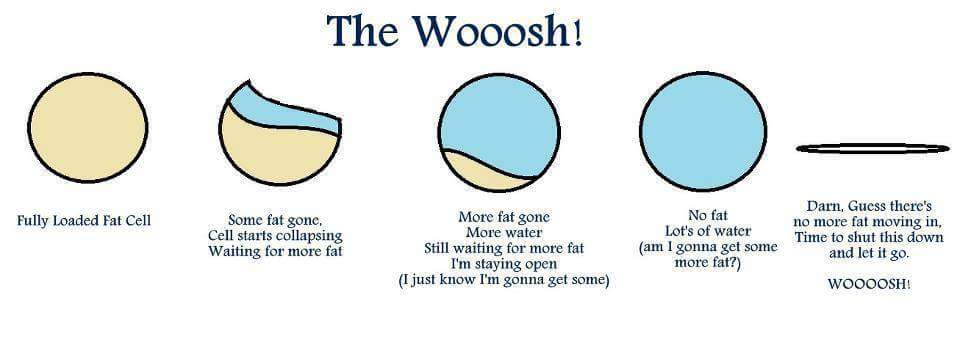 The Wooosh!
Fully Loaded Fat Cell
Some fat gone,
Cell starts collapsing
Waiting for more fat
More fat gone
More water
Still waiting for more fat
I'm staying open
(I just know I'm gonna get some)
No fat
Lot's of water
(am I gonna get some
more fat?)
Darn, Guess there's
no more fat moving in,
Time to shut this down
and let it go.
WOOOOSH!